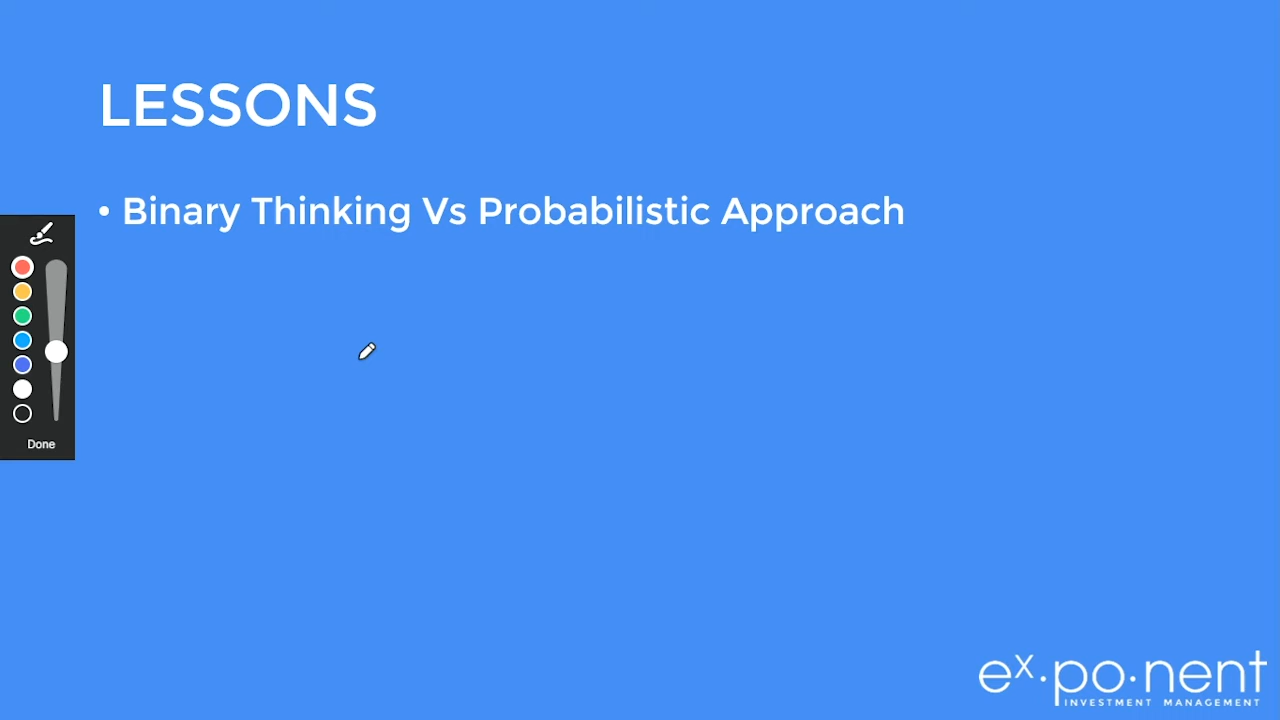 LESSONS
• Binary Thinking Vs Probabilistic Approach
Done
ex·po·nent
INVESTMENT MANAGEMENT